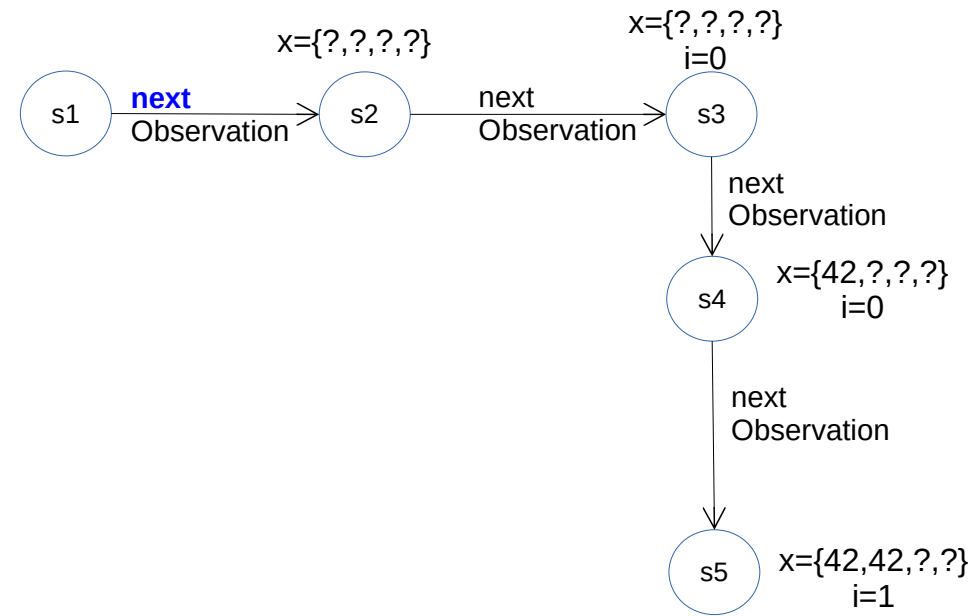 x={?,?,?,?}
x={?,?,?,?}
i=0
s1
next
Observation
s2
next
Observation
s3
next
Observation
s4
x={42,?,?,?}
i=0
next
Observation
s5
x={42,42,?,?}
i=1